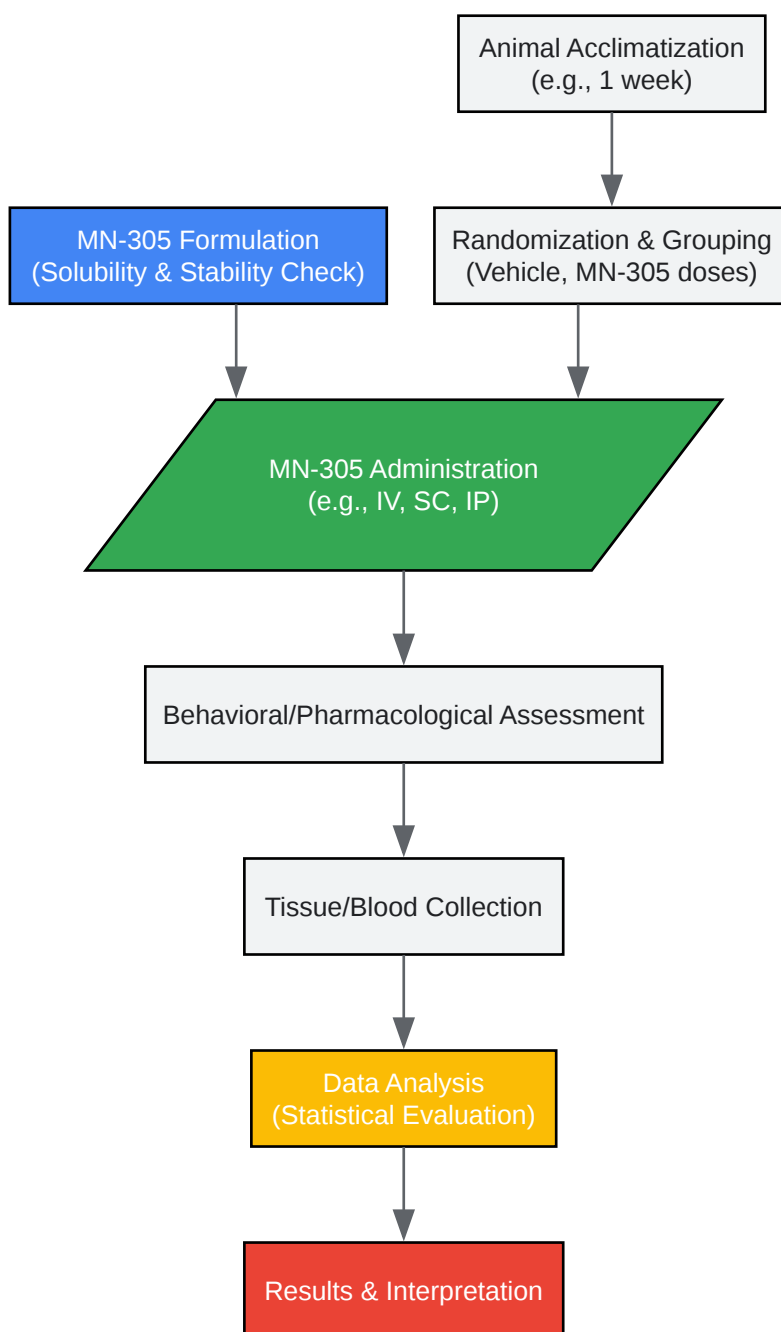 Animal Acclimatization
(e.g., 1 week)
MN-305 Formulation
(Solubility & Stability Check)
Randomization & Grouping
(Vehicle, MN-305 doses)
MN-305 Administration
(e.g., IV, SC, IP)
Behavioral/Pharmacological Assessment
Tissue/Blood Collection
Data Analysis
(Statistical Evaluation)
Results & Interpretation